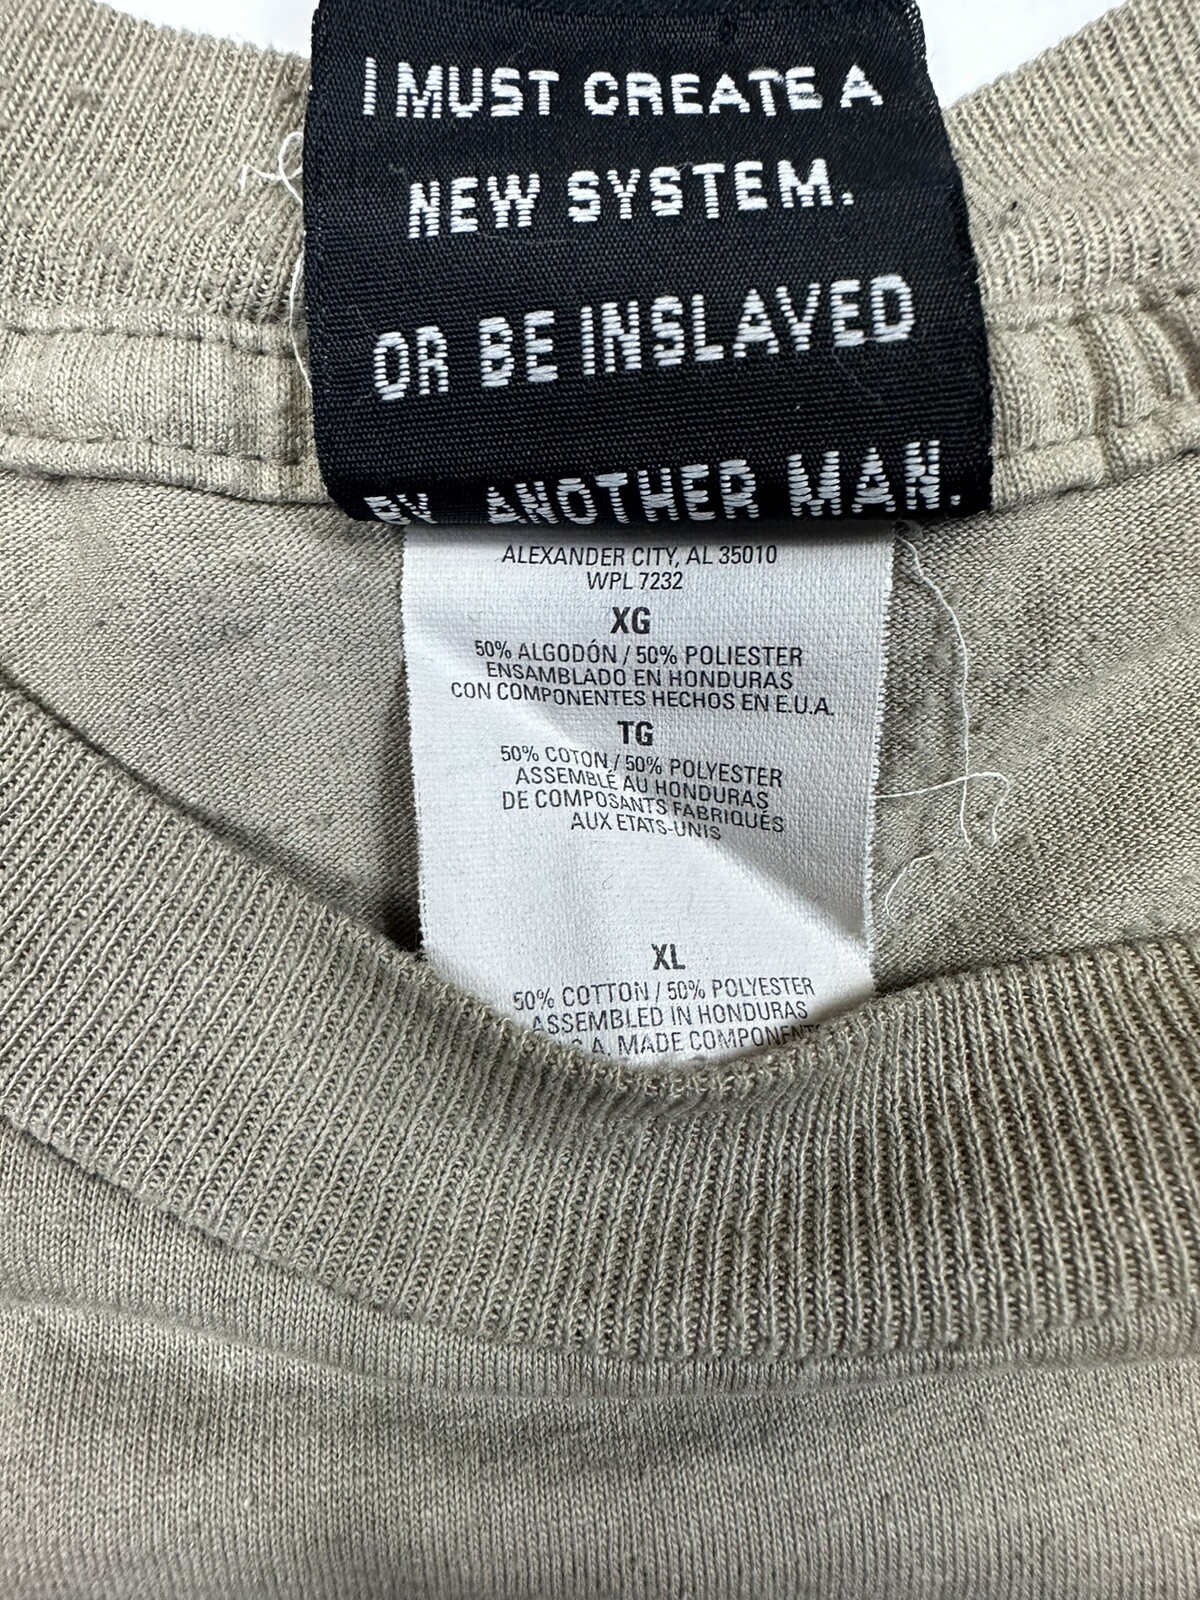 I MUST CREATE A
NEW SYSTEM.
OR BE INSLAVED
BY ANOTHER MAN.
ALEXANDER CITY, AL 35010
WPL 7232
XG
50% ALGODÓN / 50% POLIESTER
ENSAMBLADO EN HONDURAS
CON COMPONENTES HECHOS EN E.U.A.
TG
50% COTON / 50% POLYESTER
ASSEMBLÉ AU HONDURAS
DE COMPOSANTS FABRIQUÉS
AUX ETATS-UNIS
XL
50% COTTON / 50% POLYESTER
ASSEMBLED IN HONDURAS
MADE COMPONENTS